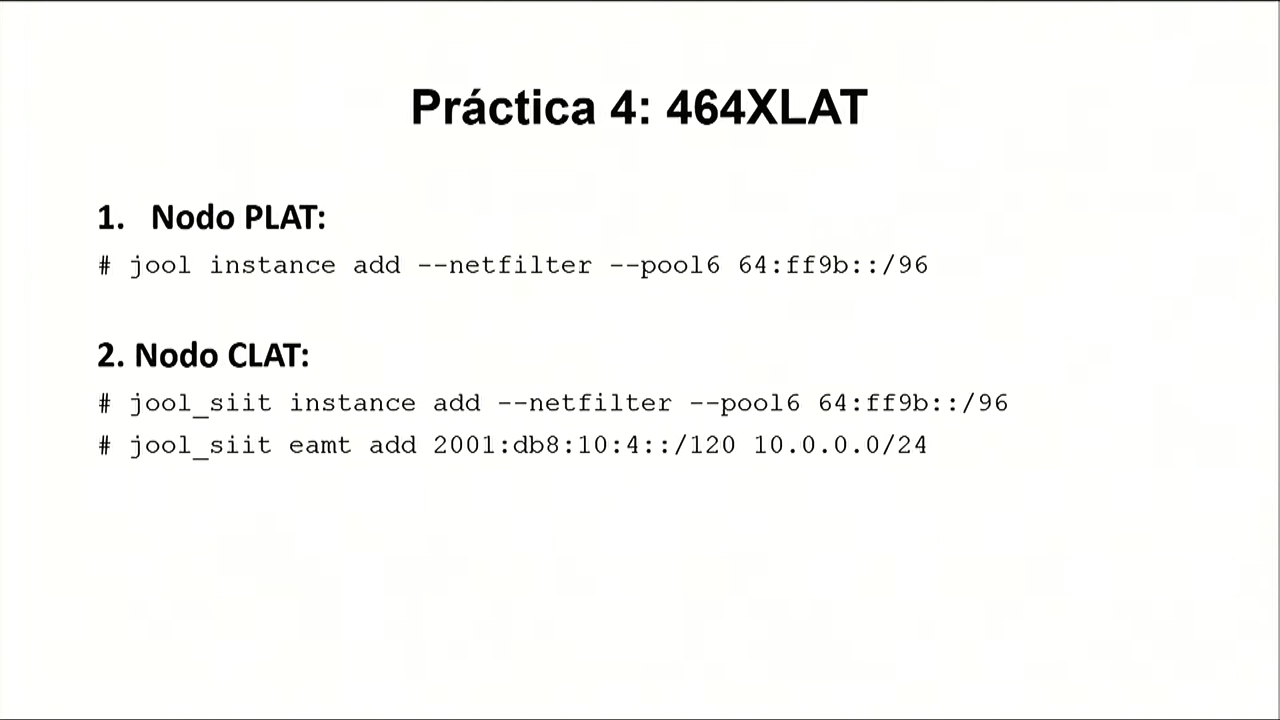 Práctica 4: 464XLAT
1. Nodo PLAT:
# jool instance add --netfilter --pool6 64:ff9b::/96
2. Nodo CLAT:
# jool_siit instance add --netfilter --pool6 64:ff9b::/96
# jool_siit eamt add 2001:db8:10:4::/120 10.0.0.0/24